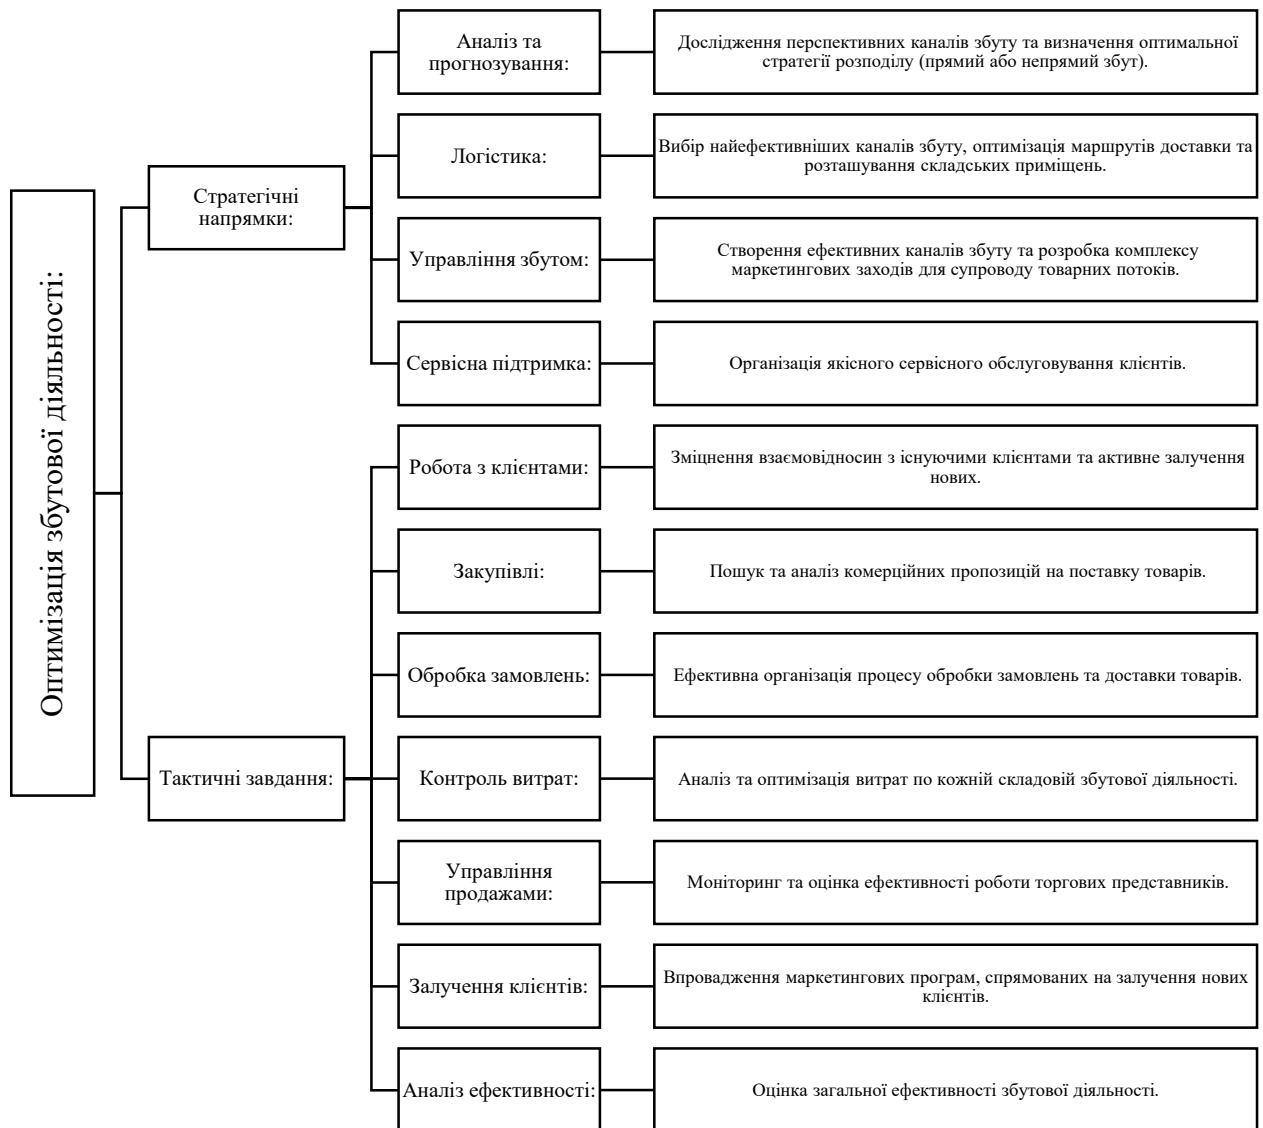 Оптимізація збутової діяльності:
Стратегічні
напрямки:
Аналіз та
прогнозування:
Дослідження перспективних каналів збуту та визначення оптимальної
стратегії розподілу (прямий або непрямий збут).
Логістика:
Вибір найефективніших каналів збуту, оптимізація маршрутів доставки та
розташування складських приміщень.
Управління збутом:
Створення ефективних каналів збуту та розробка комплексу
маркетингових заходів для супроводу товарних потоків.
Сервісна підтримка:
Організація якісного сервісного обслуговування клієнтів.
Тактичні завдання:
Робота з клієнтами:
Зміцнення взаємовідносин з існуючими клієнтами та активне залучення
нових.
Закупівлі:
Пошук та аналіз комерційних пропозицій на поставку товарів.
Обробка замовлень:
Ефективна організація процесу обробки замовлень та доставки товарів.
Контроль витрат:
Аналіз та оптимізація витрат по кожній складовій збутової діяльності.
Управління
продажами:
Моніторинг та оцінка ефективності роботи торгових представників.
Залучення клієнтів:
Впровадження маркетингових програм, спрямованих на залучення нових
клієнтів.
Аналіз ефективності:
Оцінка загальної ефективності збутової діяльності.